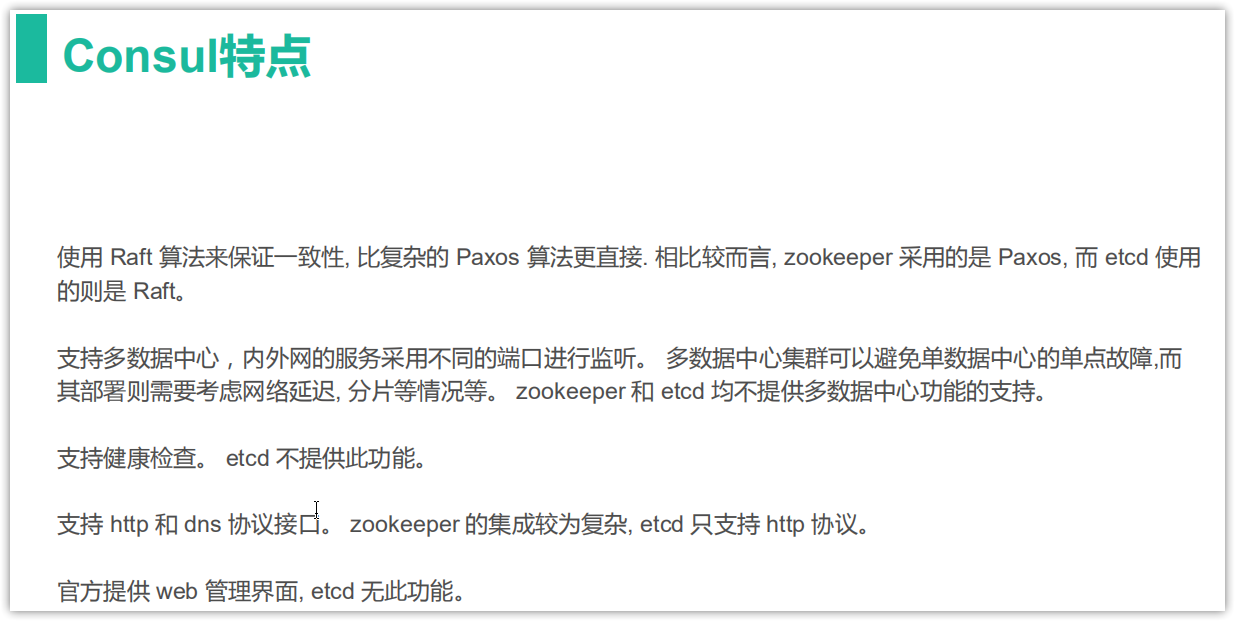 Consul特点
使用 Raft 算法来保证一致性, 比复杂的 Paxos 算法更直接. 相比较而言, zookeeper 采用的是 Paxos, 而 etcd 使用
的则是 Raft。
支持多数据中心，内外网的服务采用不同的端口进行监听。 多数据中心集群可以避免单数据中心的单点故障,而
其部署则需要考虑网络延迟, 分片等情况等。 zookeeper 和 etcd 均不提供多数据中心功能的支持。
支持健康检查。 etcd 不提供此功能。
支持 http 和 dns 协议接口。 zookeeper 的集成较为复杂, etcd 只支持 http 协议。
官方提供 web 管理界面, etcd 无此功能。